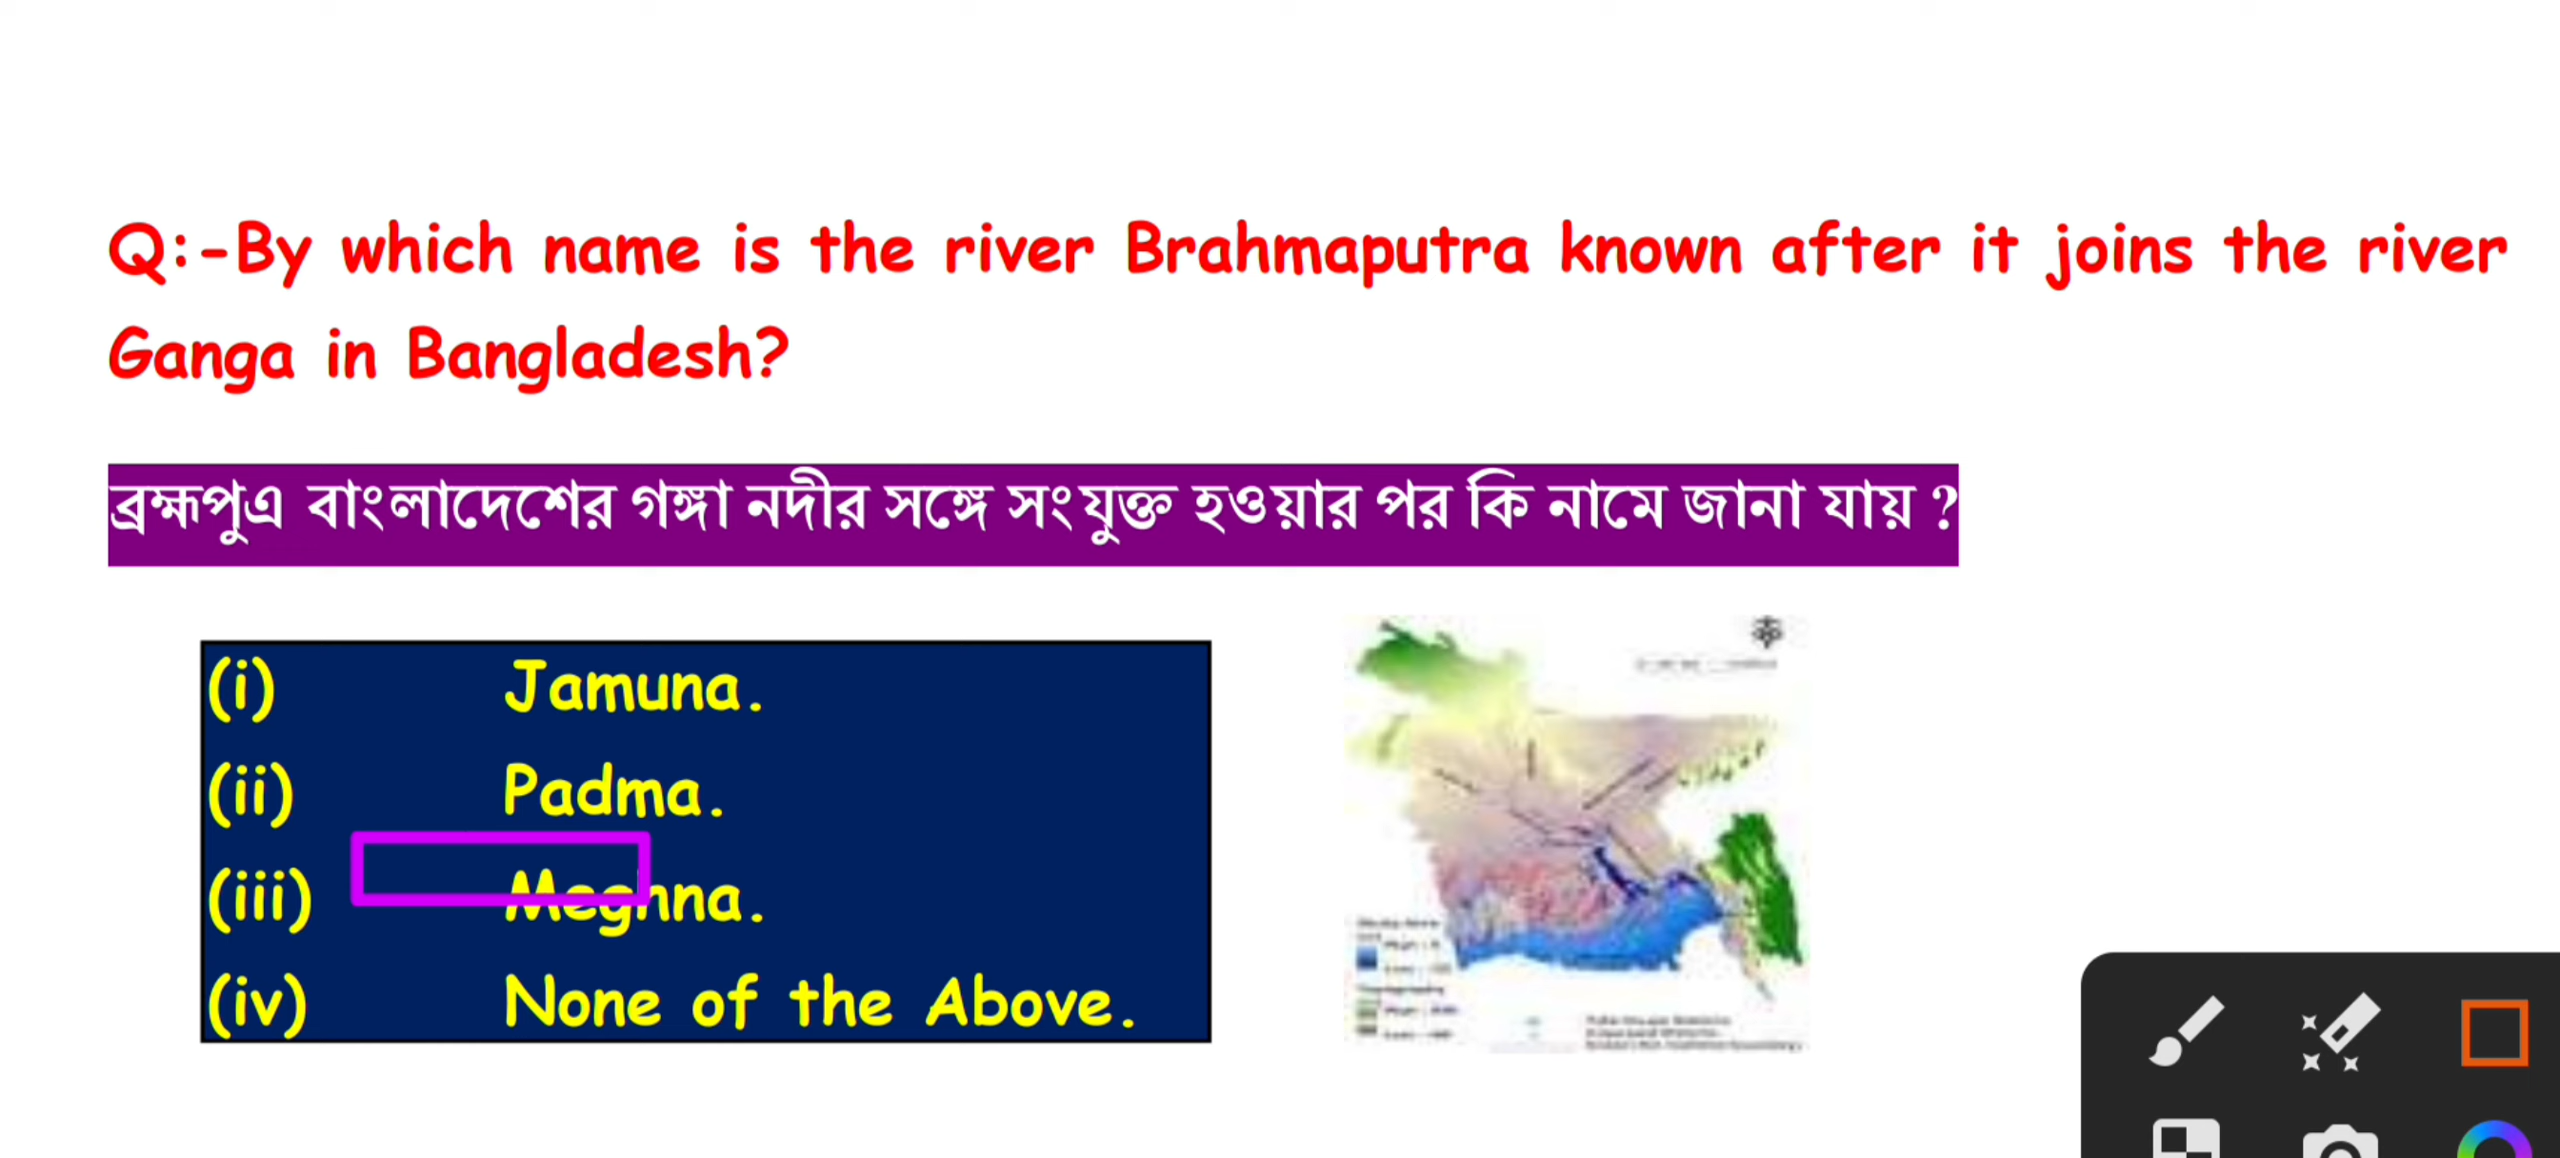 Q:-By which name is the river Brahmaputra known after it joins the river
Ganga in Bangladesh?
ব্রহ্মপুএ বাংলাদেশের গঙ্গা নদীর সঙ্গে সংযুক্ত হওয়ার পর কি নামে জানা যায় ?
(i) Jamuna.
(ii) Padma.
(iii) Meghna.
(iv) None of the Above.